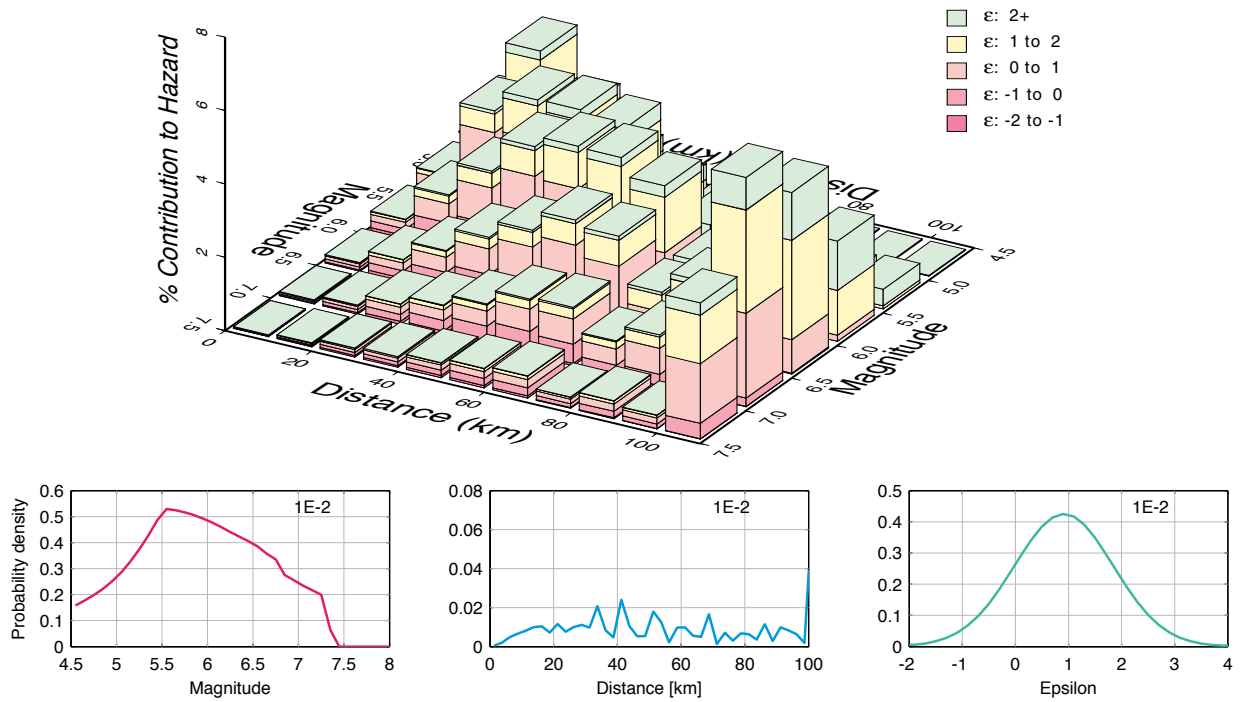 8
6
4
2
0
% Contribution to Hazard
ε: 2+
ε: 1 to 2
ε: 0 to 1
ε: -1 to 0
ε: -2 to -1
5.5
6.0
6.5
7.0
7.5
Magnitude
(km)
Dis
80
100
4.5
5.0
5.5
6.0
6.5
7.0
7.5
Magnitude
20
40
60
80
100
Distance (km)
0.6
0.5
0.4
0.3
0.2
0.1
0
Probability density
1E-2
4.5 5 5.5 6 6.5 7 7.5 8
Magnitude
0.08
0.06
0.04
0.02
0
1E-2
0 20 40 60 80 100
Distance [km]
0.5
0.4
0.3
0.2
0.1
0
1E-2
-2 -1 0 1 2 3 4
Epsilon